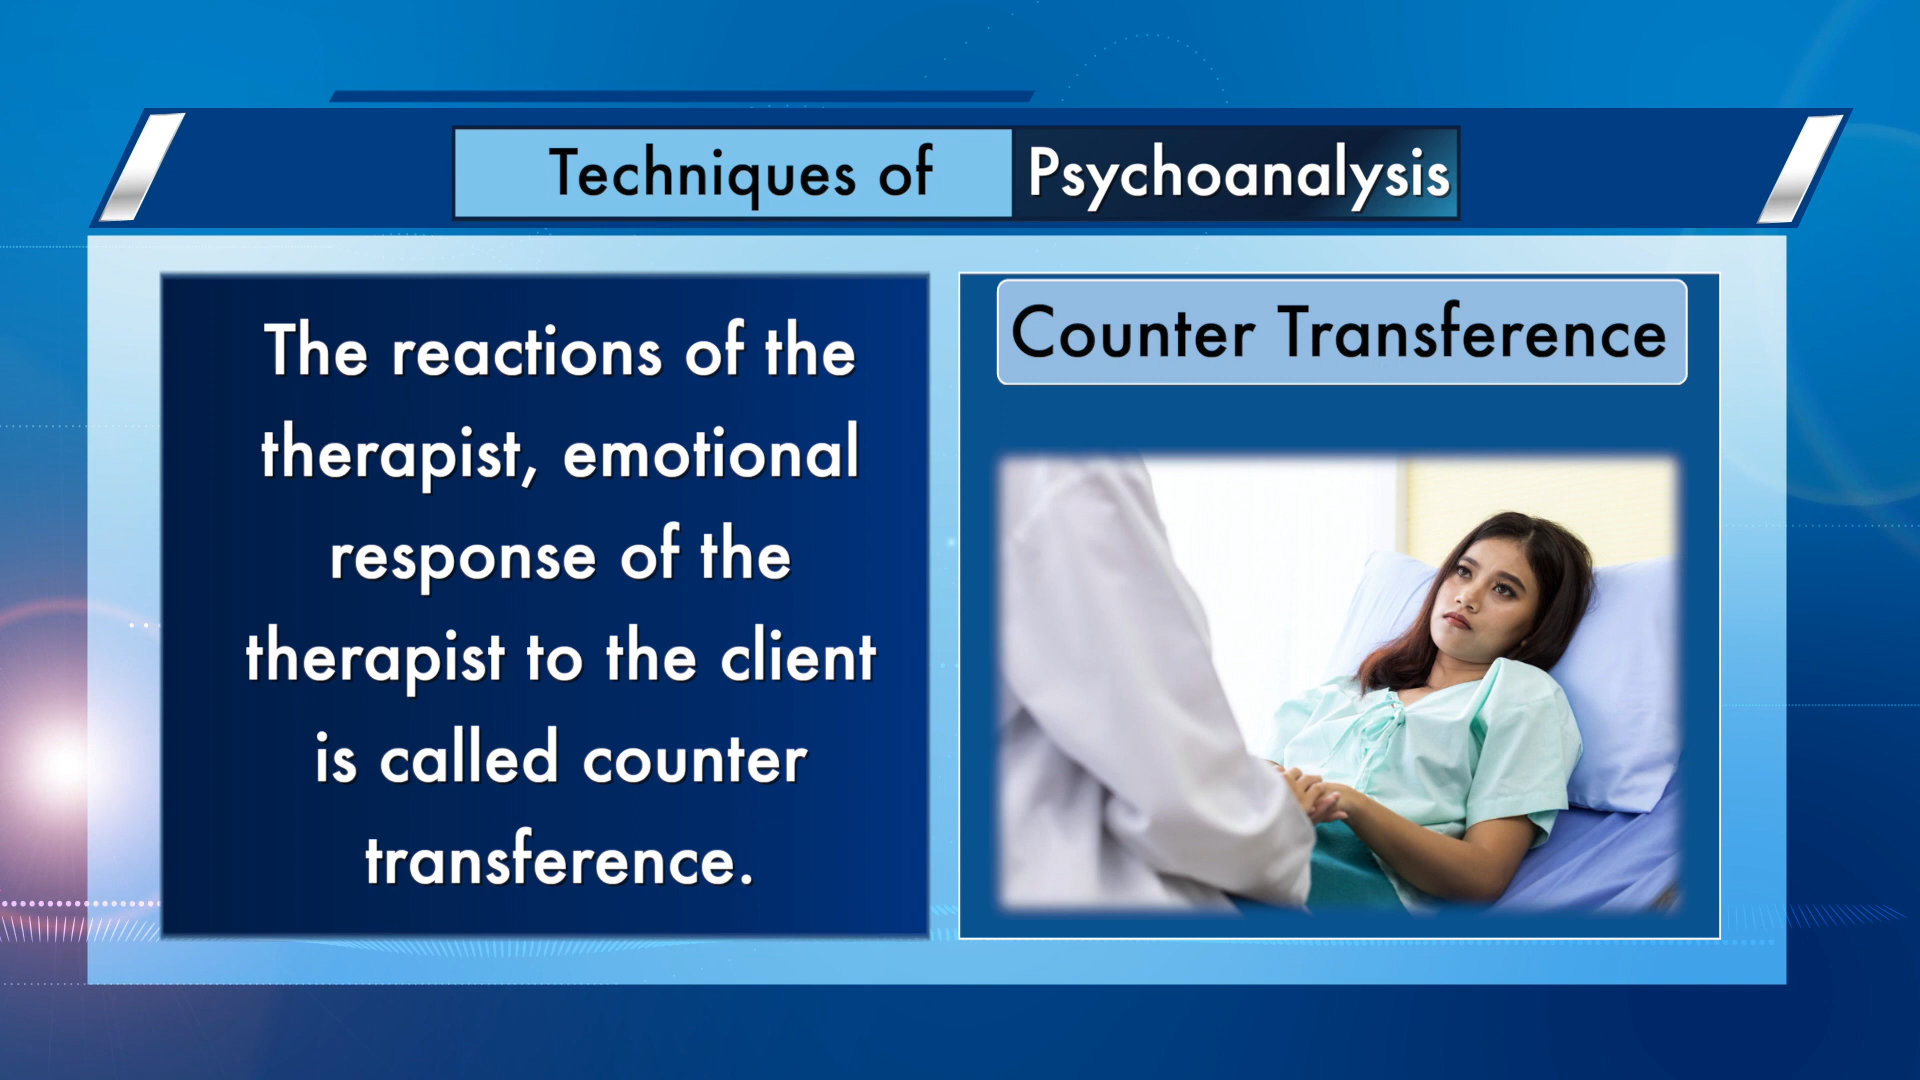 Techniques of Psychoanalysis
The reactions of the
therapist, emotional
response of the
therapist to the client
is called counter
transference.
Counter Transference